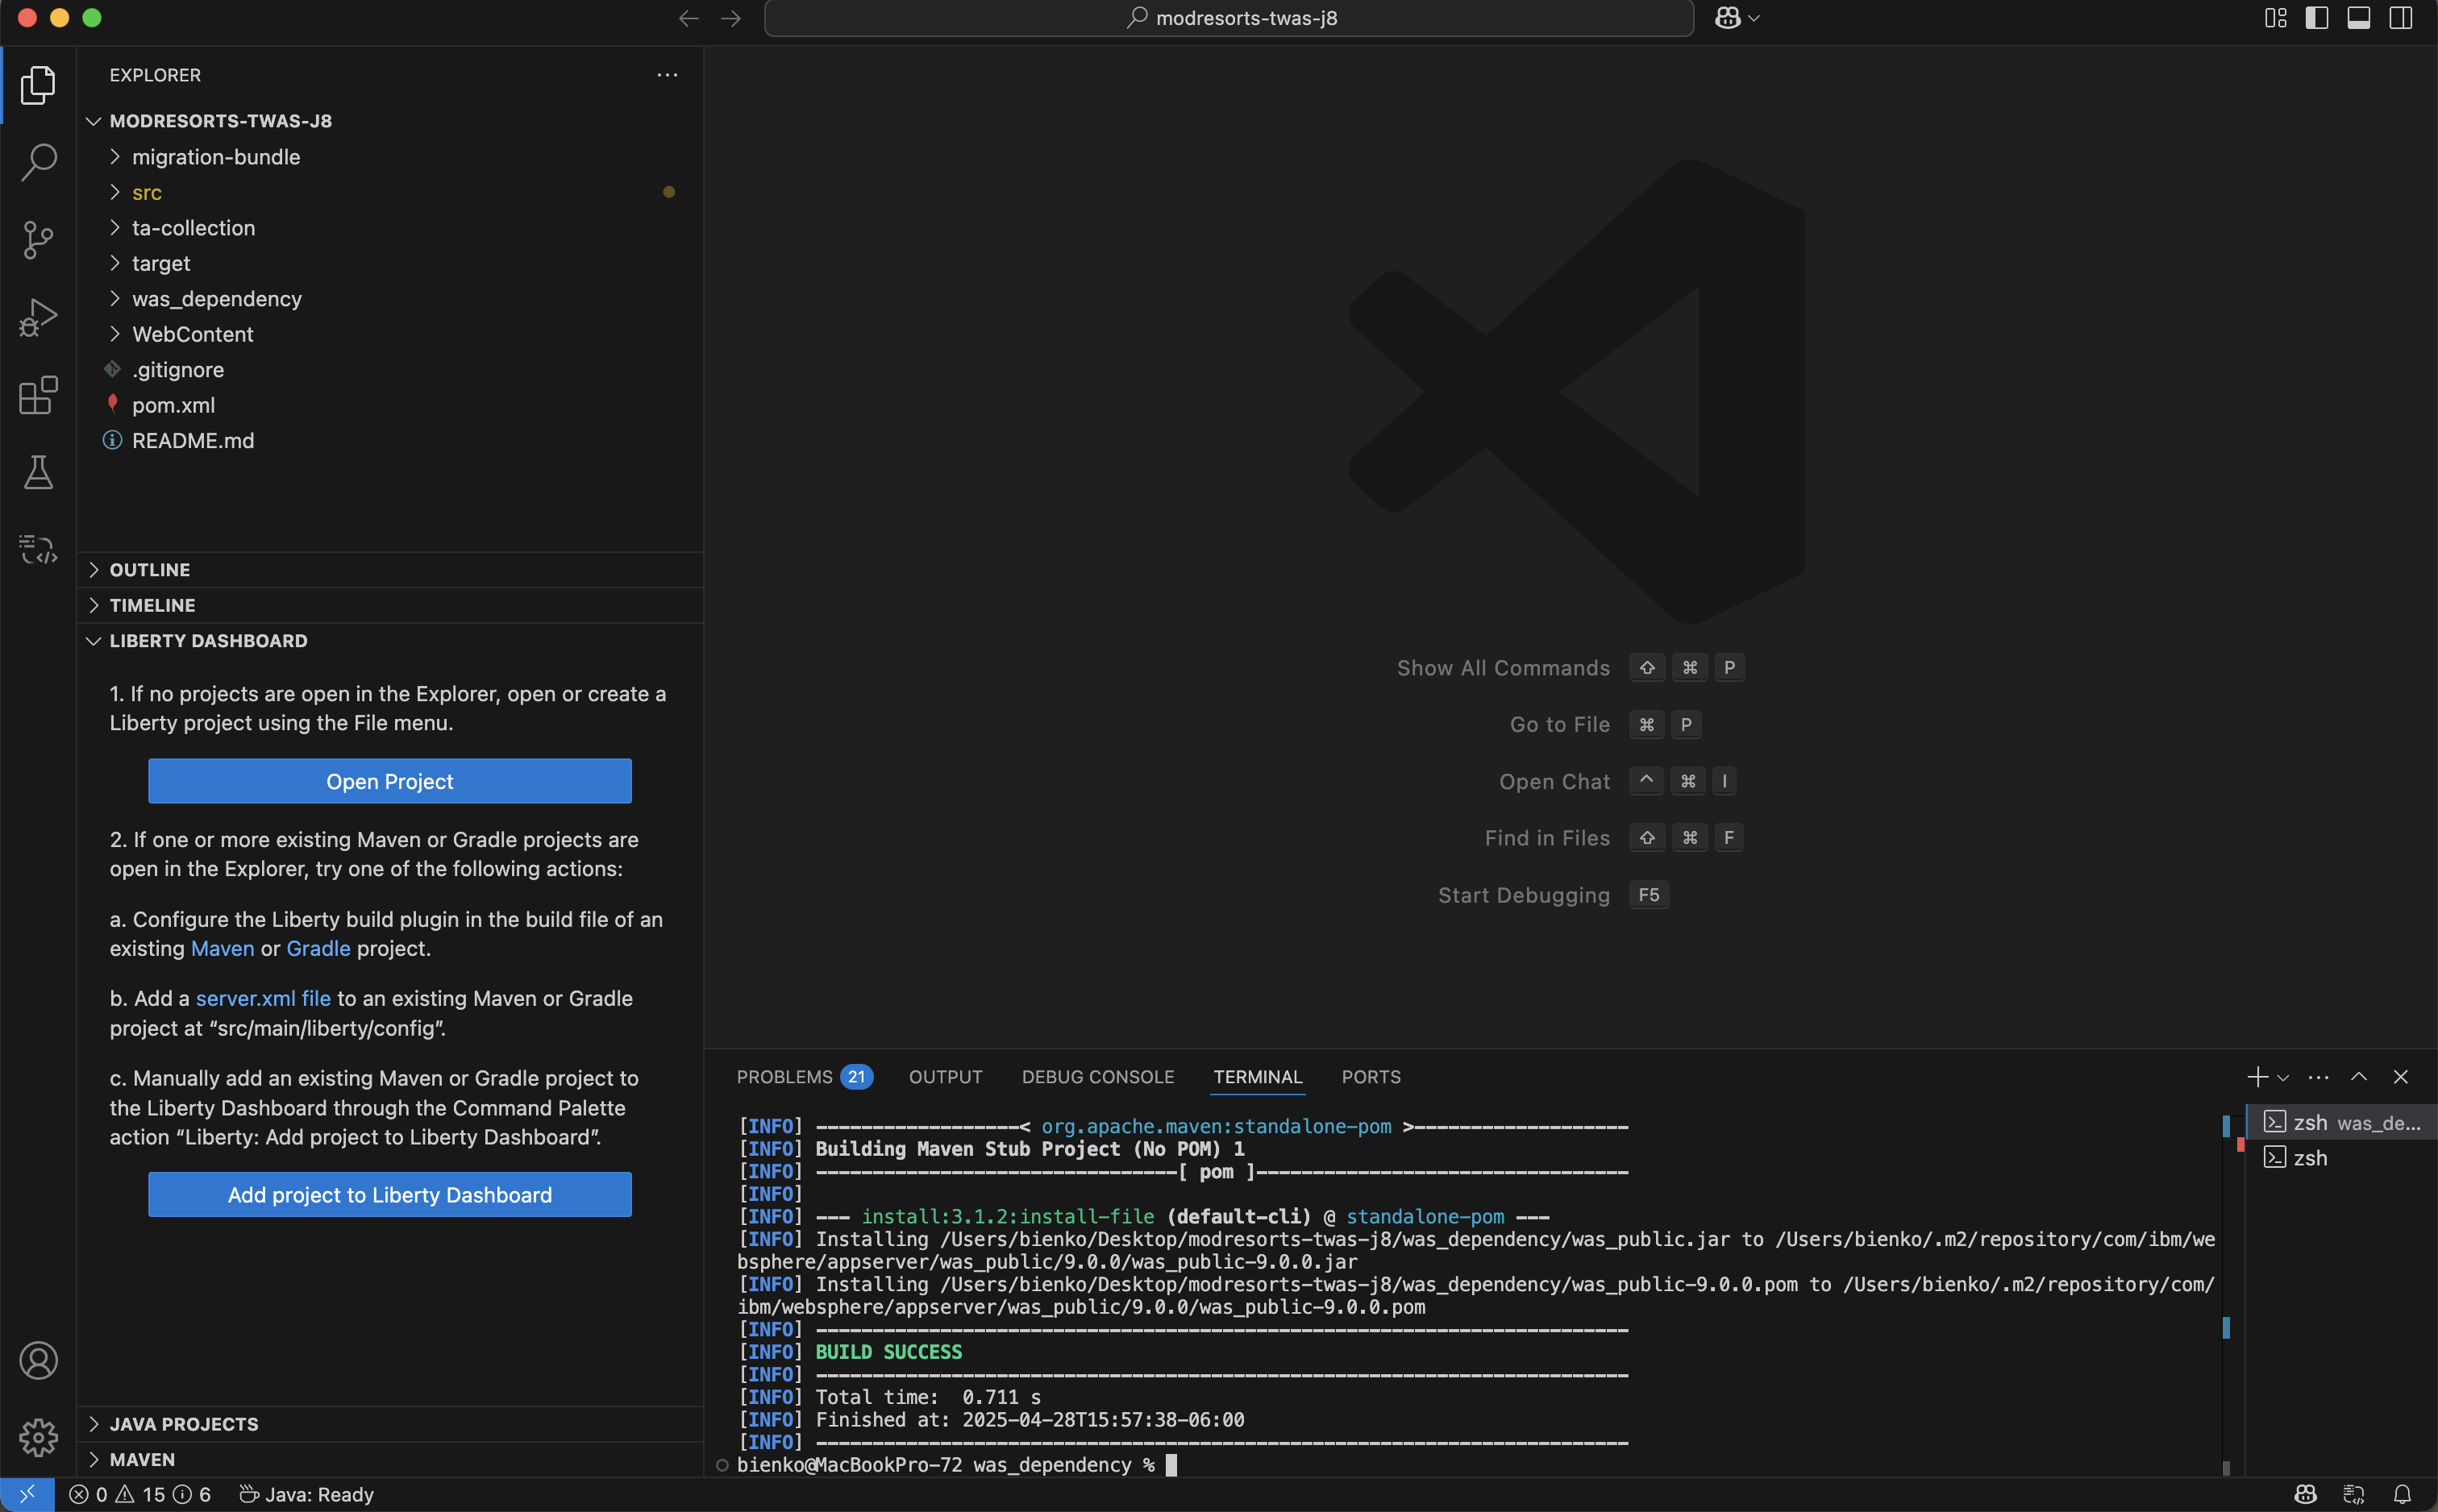 modresorts-twas-j8
EXPLORER
MODRESORTS-TWAS-J8
migration-bundle
src
ta-collection
target
was_dependency
WebContent
.gitignore
pom.xml
README.md
OUTLINE
TIMELINE
LIBERTY DASHBOARD
1. If no projects are open in the Explorer, open or create a
Liberty project using the File menu.
Open Project
2. If one or more existing Maven or Gradle projects are
open in the Explorer, try one of the following actions:
a. Configure the Liberty build plugin in the build file of an
existing Maven or Gradle project.
b. Add a server.xml file to an existing Maven or Gradle
project at “src/main/liberty/config”.
c. Manually add an existing Maven or Gradle project to
the Liberty Dashboard through the Command Palette
action “Liberty: Add project to Liberty Dashboard”.
Add project to Liberty Dashboard
JAVA PROJECTS
MAVEN
Show All Commands ⇧ ⌘ P
Go to File ⌘ P
Open Chat ^ ⌘ I
Find in Files ⇧ ⌘ F
Start Debugging F5
PROBLEMS 21 OUTPUT DEBUG CONSOLE TERMINAL PORTS
[INFO] ------------------< org.apache.maven:standalone-pom >-------------------
[INFO] Building Maven Stub Project (No POM) 1
[INFO] --------------------------------[ pom ]---------------------------------
[INFO]
[INFO] --- install:3.1.2:install-file (default-cli) @ standalone-pom ---
[INFO] Installing /Users/bienko/Desktop/modresorts-twas-j8/was_dependency/was_public.jar to /Users/bienko/.m2/repository/com/ibm/we
bsphere/appserver/was_public/9.0.0/was_public-9.0.0.jar
[INFO] Installing /Users/bienko/Desktop/modresorts-twas-j8/was_dependency/was_public-9.0.0.pom to /Users/bienko/.m2/repository/com/
ibm/websphere/appserver/was_public/9.0.0/was_public-9.0.0.pom
[INFO] ------------------------------------------------------------------------
[INFO] BUILD SUCCESS
[INFO] ------------------------------------------------------------------------
[INFO] Total time:  0.711 s
[INFO] Finished at: 2025-04-28T15:57:38-06:00
[INFO] ------------------------------------------------------------------------
bienko@MacBookPro-72 was_dependency %
zsh was_de...
zsh
0 15 6 Java: Ready